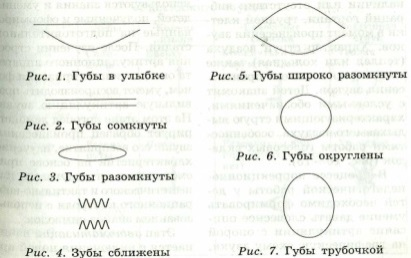 Рис. 1. Губы в улыбке
Рис. 2. Губы сомкнуты
Рис. 3. Губы разомкнуты
Рис. 4. Зубы сближены
Рис. 5. Губы широко разомкнуты
Рис. 6. Губы округлены
Рис. 7. Губы трубочкой